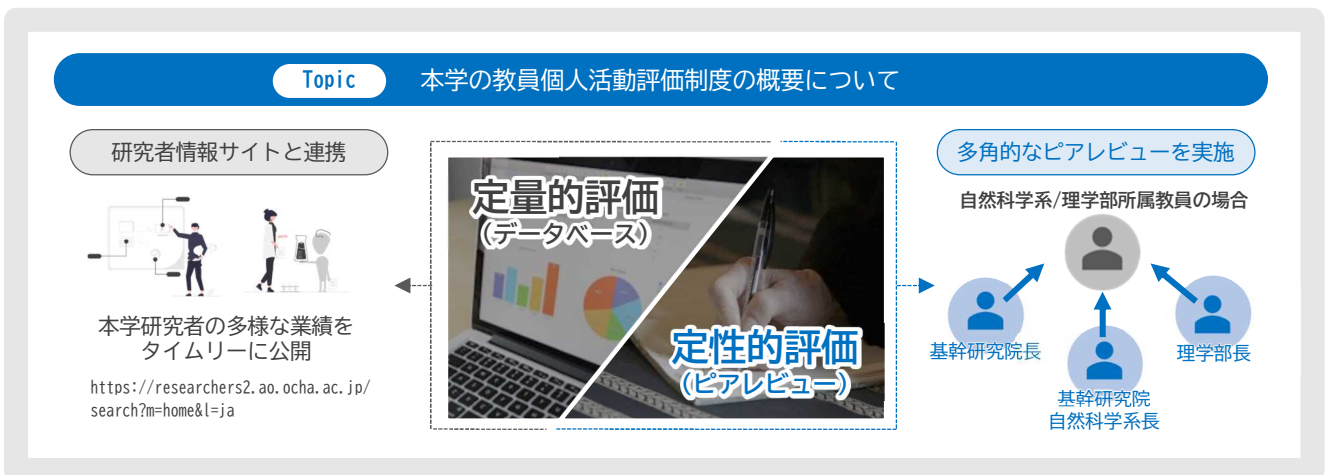 Topic 本学の教員個人活動評価制度の概要について
研究者情報サイトと連携
本学研究者の多様な業績を
タイムリーに公開
https://researchers2.ao.ocha.ac.jp/
search?m=home&l=ja
定量的評価
(データベース)
定性的評価
(ピアレビュー)
多角的なピアレビューを実施
自然科学系/理学部所属教員の場合
基幹研究院長
理学部長
基幹研究院
自然科学系長